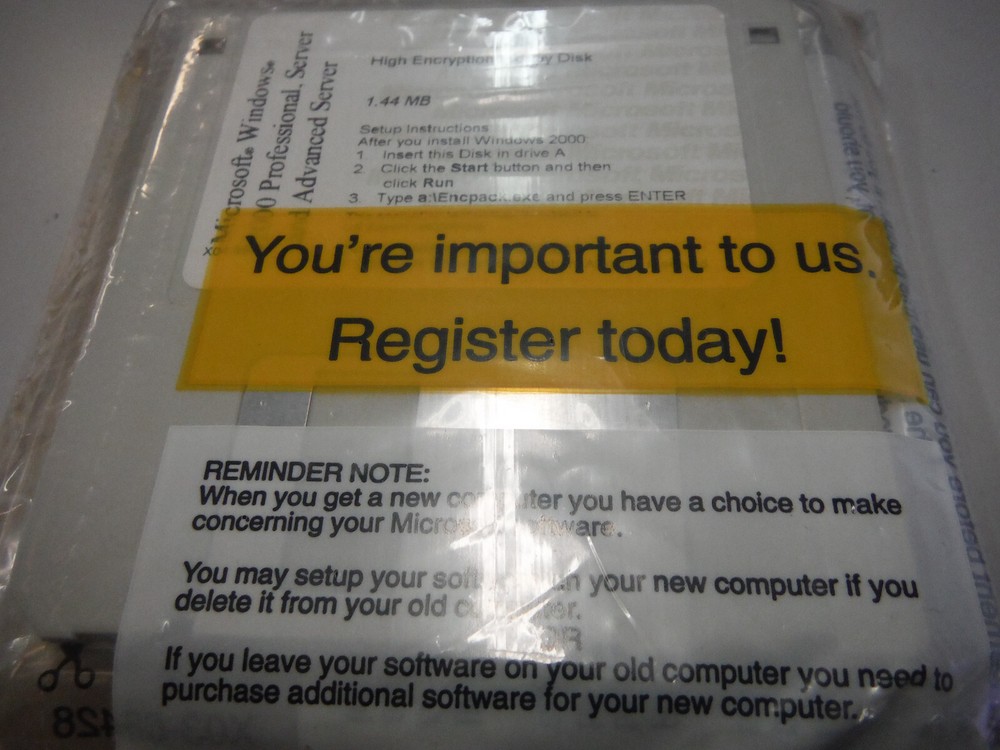 Microsoft® Windows®
Professional, Server
Advanced Server
High Encryption Disk
1.44 MB
Setup Instructions
After you install Windows 2000:
1. Insert this Disk in drive A
2. Click the Start button and then
click Run
3. Type a:\Encpack.exe and press ENTER
You're important to us.
Register today!
REMINDER NOTE:
When you get a new computer you have a choice to make
concerning your Microsoft software.
You may setup your software on your new computer if you
delete it from your old computer.
OR
If you leave your software on your old computer you need to
purchase additional software for your new computer.